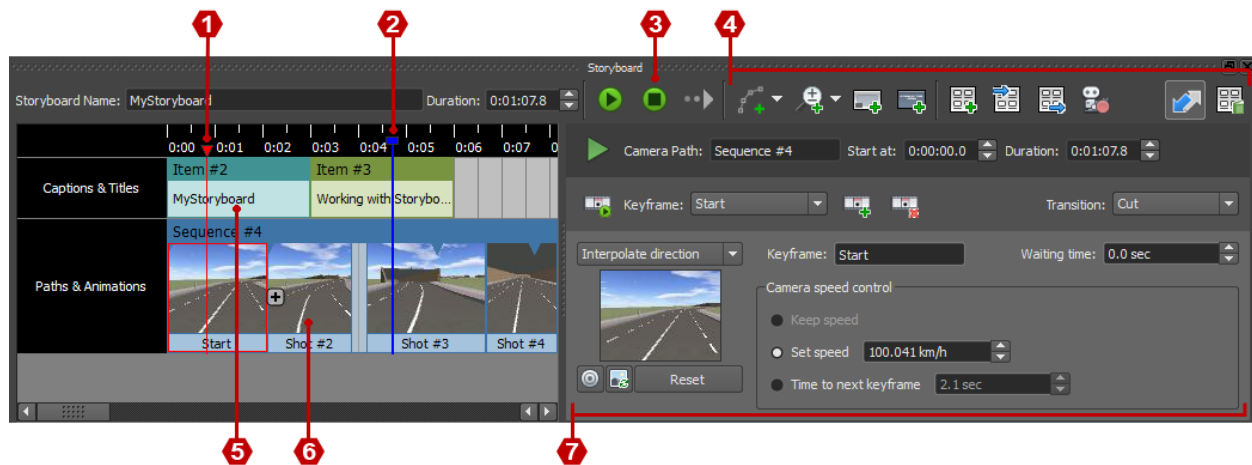 1 2 3 4
Storyboard
Storyboard Name: MyStoryboard Duration: 0:01:07.8
0:00 0:01 0:02 0:03 0:04 0:05 0:06 0:07 0
Camera Path: Sequence #4 Start at: 0:00:00.0 Duration: 0:01:07.8
Captions & Titles
Item #2 Item #3
MyStoryboard Working with Storybo...
Keyframe: Start Transition: Cut
Paths & Animations
Sequence #4
Start Shot #2 Shot #3 Shot #4
Interpolate direction Keyframe: Start Waiting time: 0.0 sec
Camera speed control
Keep speed
Set speed 100.041 km/h
Time to next keyframe 2.1 sec
Reset
5 6 7